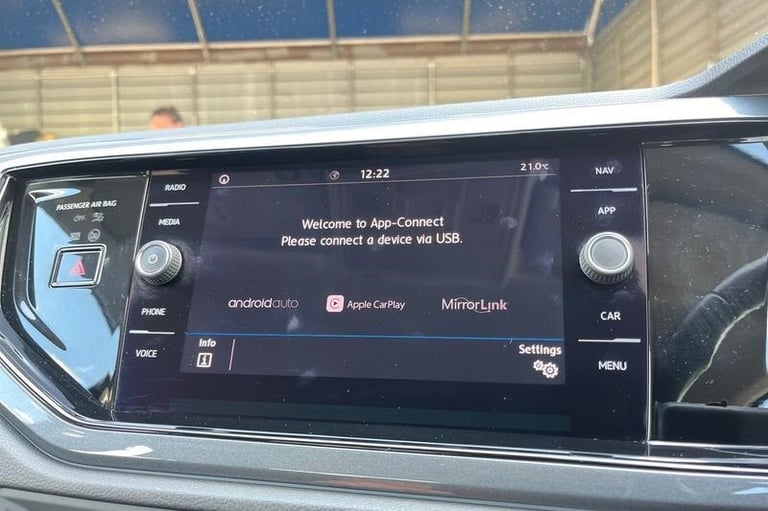 PASSENGER AIR BAG
OFF
RADIO
MEDIA
PHONE
VOICE
12:22
21.0°C
Welcome to App-Connect
Please connect a device via USB.
androidauto
Apple CarPlay
MirrorLink
Info
Settings
NAV
APP
CAR
MENU